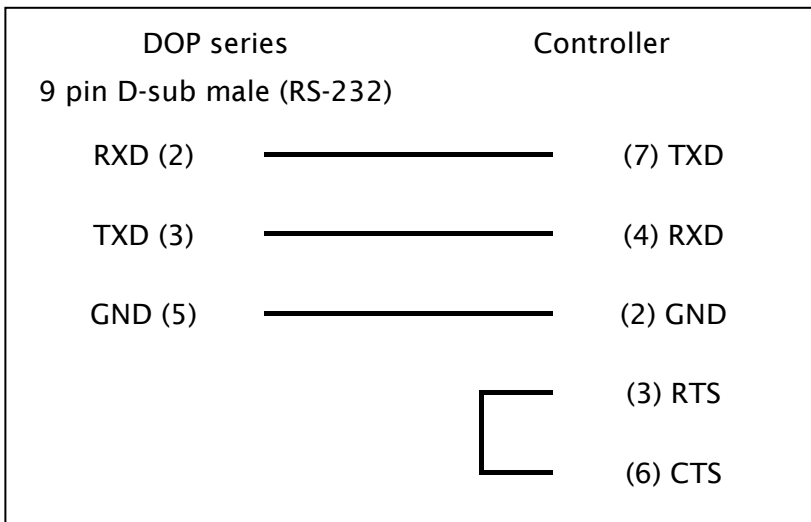 DOP series Controller
9 pin D-sub male (RS-232)
RXD (2) (7) TXD
TXD (3) (4) RXD
GND (5) (2) GND
(3) RTS
(6) CTS